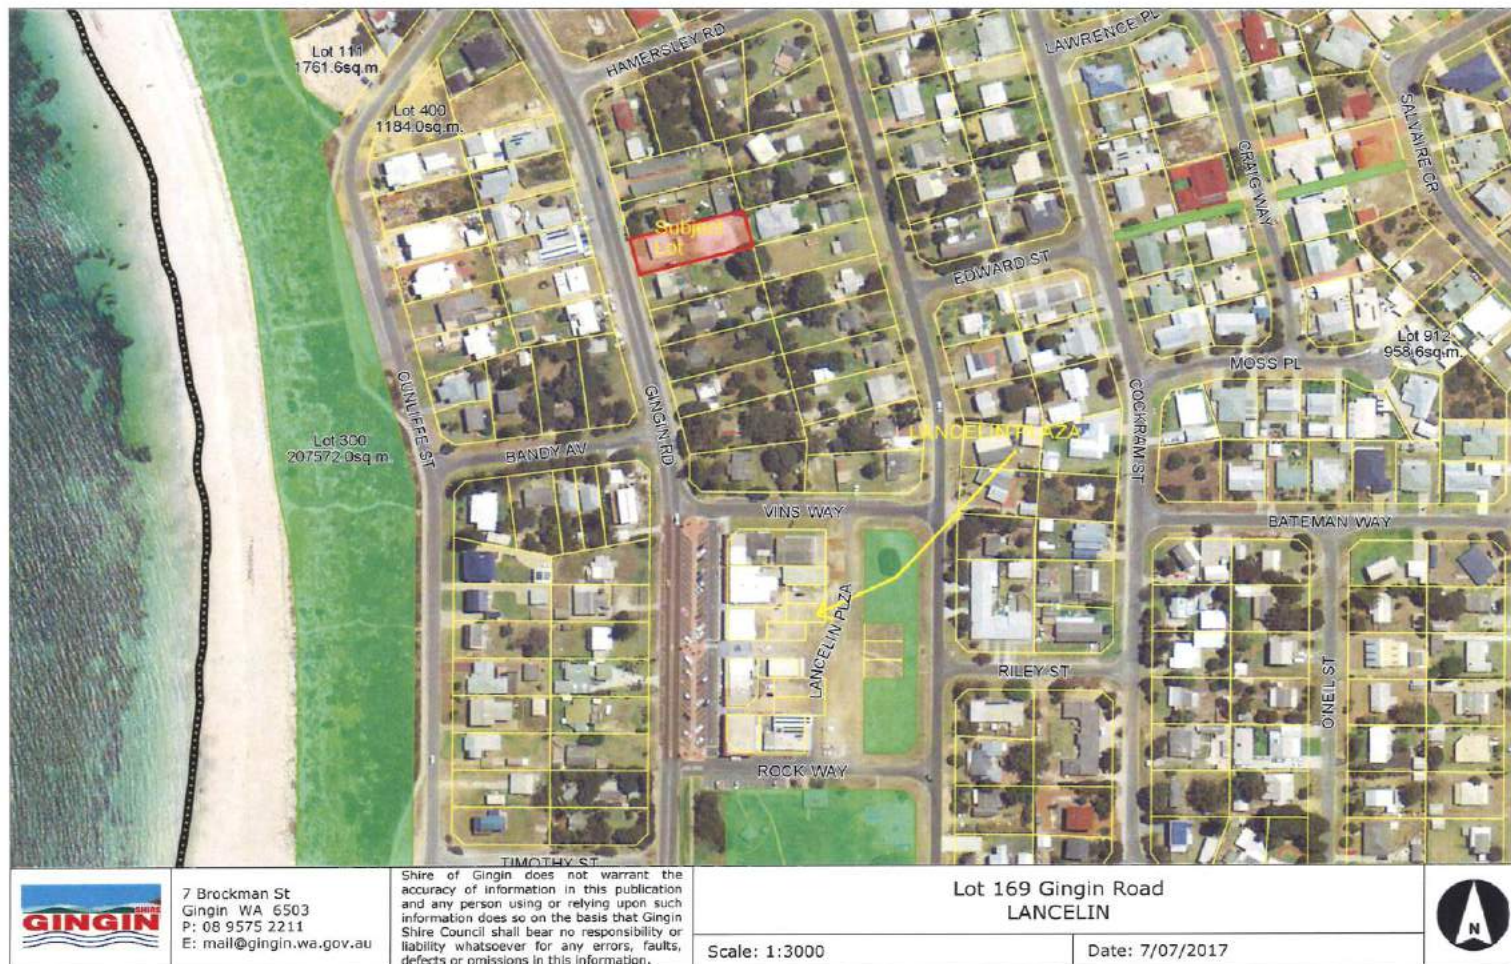 HAMERSLEY RD
LAWRENCE PL
Lot 111
1761.6sq.m
Lot 400
1184.0sq.m.
SALVAIRE CR
CRAIG WAY
Subject
Lot
EDWARD ST
Lot 912
958.6sq.m.
MOSS PL
CUNLIFFE ST
GINGIN RD
COCKRAM ST
LANCELIN PLAZA
Lot 300
207572.0sq.m.
BANDY AV
VINS WAY
BATEMAN WAY
LANCELIN PLZA
RILEY ST
ONEIL ST
ROCK WAY
TIMOTHY ST
SHIRE
GINGIN
7 Brockman St
Gingin WA 6503
P: 08 9575 2211
E: mail@gingin.wa.gov.au
Shire of Gingin does not warrant the
accuracy of information in this publication
and any person using or relying upon such
information does so on the basis that Gingin
Shire Council shall bear no responsibility or
liability whatsoever for any errors, faults,
defects or omissions in this information.
Lot 169 Gingin Road
LANCELIN
Scale: 1:3000
Date: 7/07/2017
N